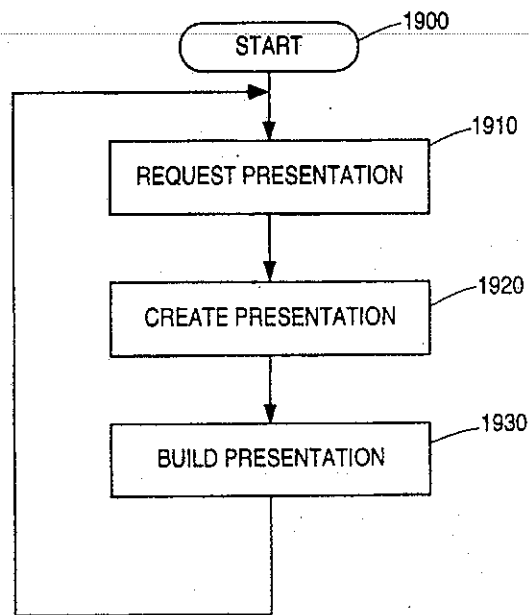 1900
START
1910
REQUEST PRESENTATION
1920
CREATE PRESENTATION
1930
BUILD PRESENTATION